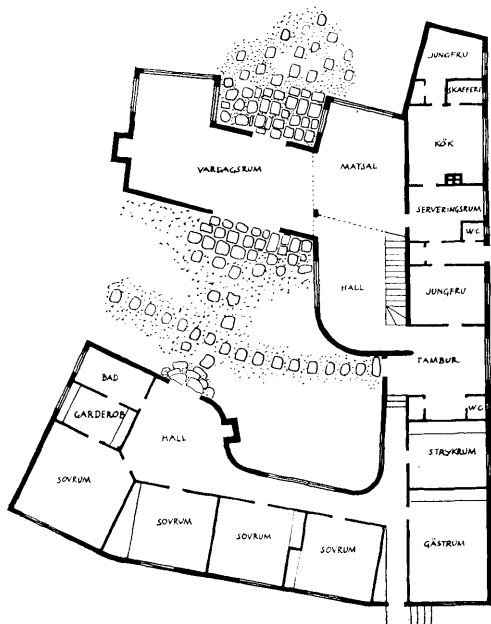 JUNGFRU
SKAFFERI
KÖK
VARDAGSRUM
MATSAL
SERVERINGSRUM
WC
HALL
JUNGFRU
TAMBUR
BAD
GARDEROB
WC
HALL
STRYKRUM
SOVRUM
SOVRUM
SOVRUM
SOVRUM
GÄSTRUM